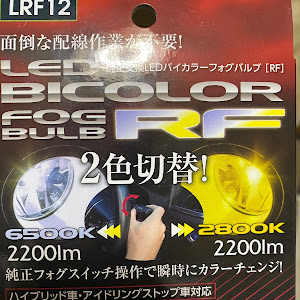 LRF12
面倒な配線作業が不要!
LED
LEDバイカラーフォグバルブ [RF]
BICOLOR
FOG
BULB
RF
2色切替!
6500K
2800K
2200lm
2200lm
純正フォグスイッチ操作で瞬時にカラーチェンジ!
ハイブリッド車・アイドリングストップ車対応